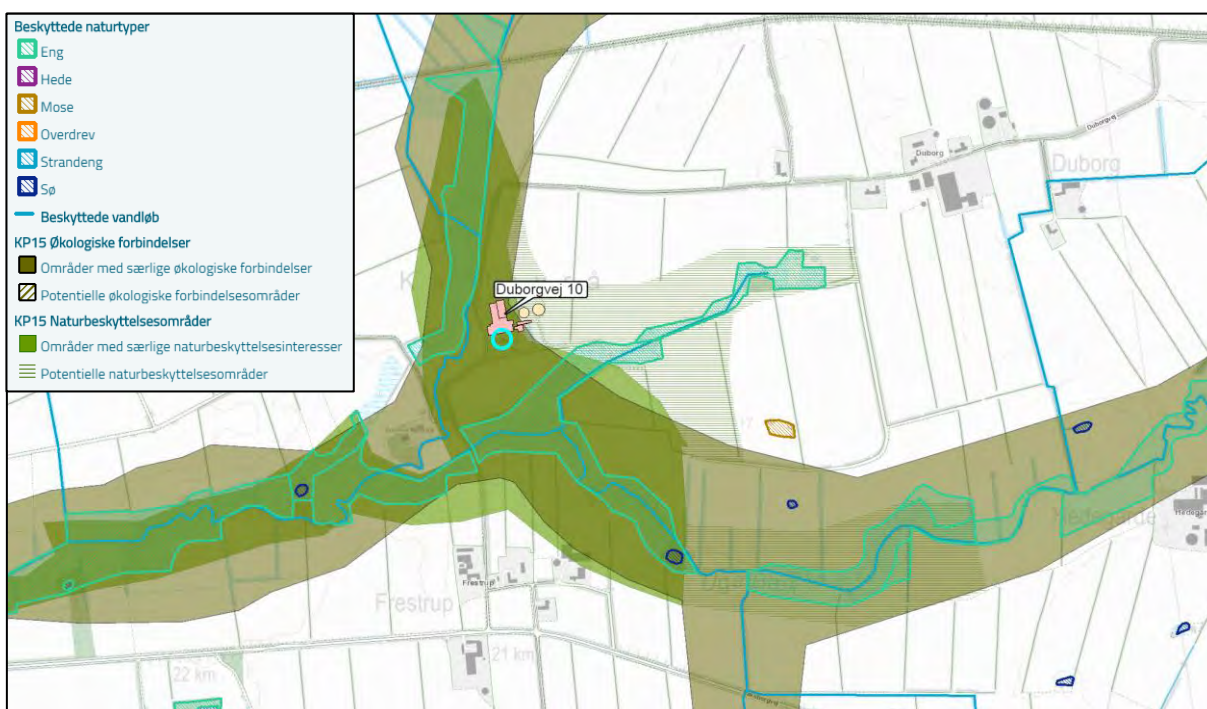 Beskyttede naturtyper
Eng
Hede
Mose
Overdrev
Strandeng
Sø
Beskyttede vandløb
KP15 Økologiske forbindelser
Områder med særlige økologiske forbindelser
Potentielle økologiske forbindelsesområder
KP15 Naturbeskyttelsesområder
Områder med særlige naturbeskyttelsesinteresser
Potentielle naturbeskyttelsesområder
Duborgvej
Duborg
Duborg
Duborgvej 10
Hedegårde
Frestrup
Frestrup
21 km
22 km